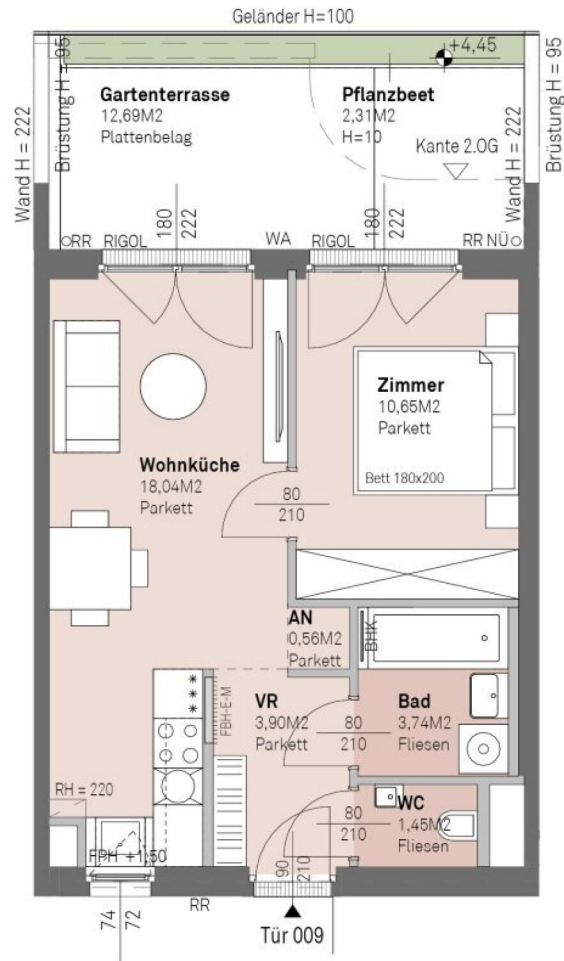 Geländer H=100
+4,45
Gartenterrasse
12,69M2
Plattenbelag
Pflanzbeet
2,31M2
H=10
Kante 2.OG
Wand H = 222
Brüstung H = 95
Wand H = 222
Brüstung H = 95
180
222
180
222
RR
RIGOL
WA
RIGOL
RR NÜ
Zimmer
10,65M2
Parkett
Bett 180x200
Wohnküche
18,04M2
Parkett
80
210
AN
0,56M2
Parkett
BHK
VR
3,90M2
Parkett
FBH-E-M
80
210
Bad
3,74M2
Fliesen
RH = 220
80
210
WC
1,45M2
Fliesen
FPH +1,50
90
210
74
72
RR
Tür 009